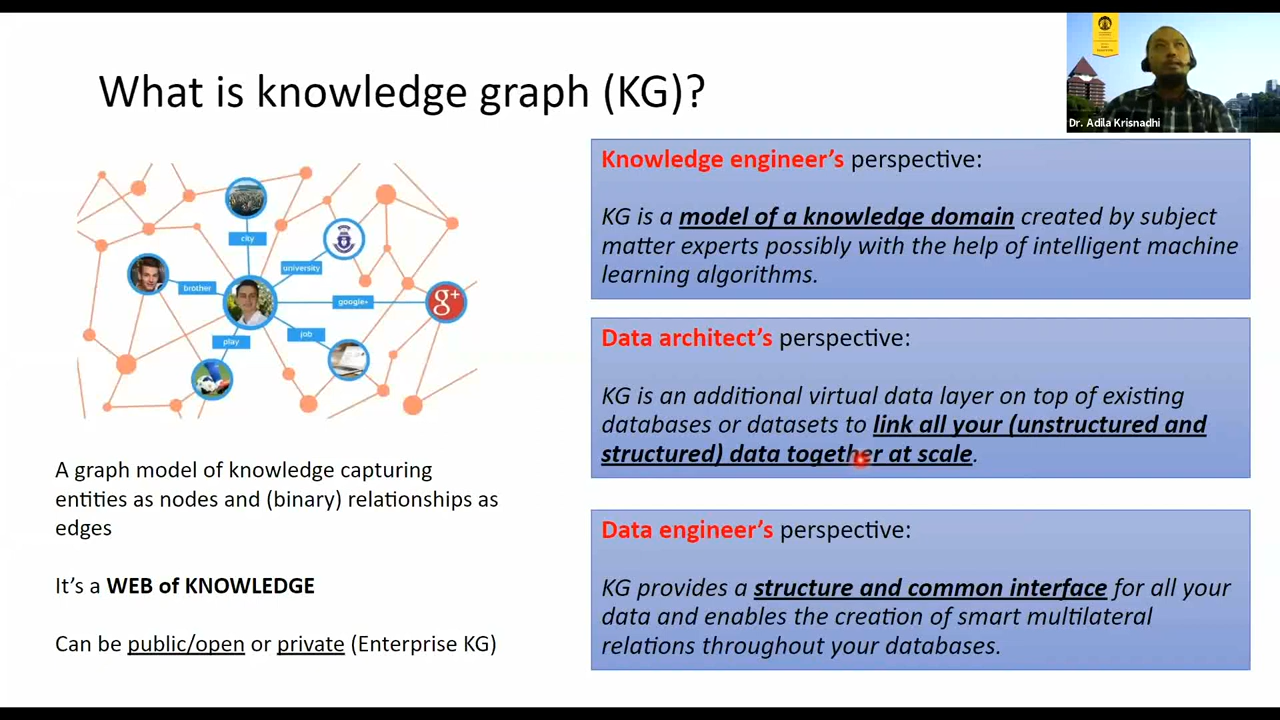 What is knowledge graph (KG)?
Dr. Adila Krisnadhi
city
university
brother
google+
g+
job
play
A graph model of knowledge capturing
entities as nodes and (binary) relationships as
edges
It's a WEB of KNOWLEDGE
Can be public/open or private (Enterprise KG)
Knowledge engineer's perspective:
KG is a model of a knowledge domain created by subject
matter experts possibly with the help of intelligent machine
learning algorithms.
Data architect's perspective:
KG is an additional virtual data layer on top of existing
databases or datasets to link all your (unstructured and
structured) data together at scale.
Data engineer's perspective:
KG provides a structure and common interface for all your
data and enables the creation of smart multilateral
relations throughout your databases.